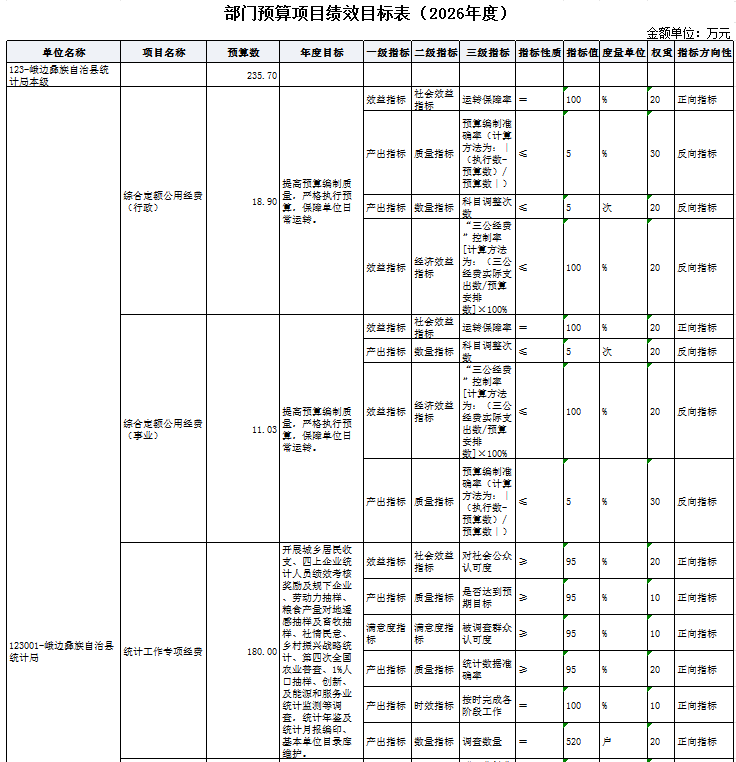 部门预算项目绩效目标表（2026年度）
金额单位：万元
单位名称 项目名称 预算数 年度目标 一级指标 二级指标 三级指标 指标性质 指标值 度量单位 权重 指标方向性
123-峨边彝族自治县统
计局本级
235.70
123001-峨边彝族自治县
统计局
综合定额公用经费
（行政）
18.90
提高预算编制质
量，严格执行预
算，保障单位日
常运转。
效益指标
社会效益
指标
运转保障率 ＝ 100 % 20 正向指标
产出指标 质量指标
预算编制准
确率（计算
方法为：|
（执行数-
预算数）/
预算数|）
≤ 5 % 30 反向指标
产出指标 数量指标
科目调整次
数
≤ 5 次 20 反向指标
效益指标
经济效益
指标
“三公经费
”控制率
[计算方法
为：（三公
经费实际支
出数/预算
安排
数]×100%
≤ 100 % 20 反向指标
综合定额公用经费
（事业）
11.03
提高预算编制质
量，严格执行预
算，保障单位日
常运转。
效益指标
社会效益
指标
运转保障率 ＝ 100 % 20 正向指标
产出指标 数量指标
科目调整次
数
≤ 5 次 20 反向指标
效益指标
经济效益
指标
“三公经费
”控制率
[计算方法
为：（三公
经费实际支
出数/预算
安排
数]×100%
≤ 100 % 20 反向指标
产出指标 质量指标
预算编制准
确率（计算
方法为：|
（执行数-
预算数）/
预算数|）
≤ 5 % 30 反向指标
统计工作专项经费
180.00
开展城乡居民收
支、四上企业统
计人员绩效考核
奖励及规下企业
、劳动力抽样、
粮食产量对地遥
感抽样及畜牧抽
样、社情民意、
乡村振兴战略统
计、第四次全国
农业普查、1%人
口抽样、创新、
及能源和服务业
统计监测等调
查，统计年鉴及
统计月报编印、
基本单位目录库
维护。
效益指标
社会效益
指标
对社会公众
认可度
≥ 95 % 20 正向指标
产出指标 质量指标
是否达到预
期目标
≥ 95 % 10 正向指标
满意度指
标
满意度指
标
被调查群众
认可度
≥ 95 % 10 正向指标
产出指标 质量指标
统计数据准
确率
≥ 95 % 20 正向指标
产出指标 时效指标
按时完成各
阶段工作
＝ 100 % 10 正向指标
产出指标 数量指标 调查数量 ＝ 520 户 20 正向指标